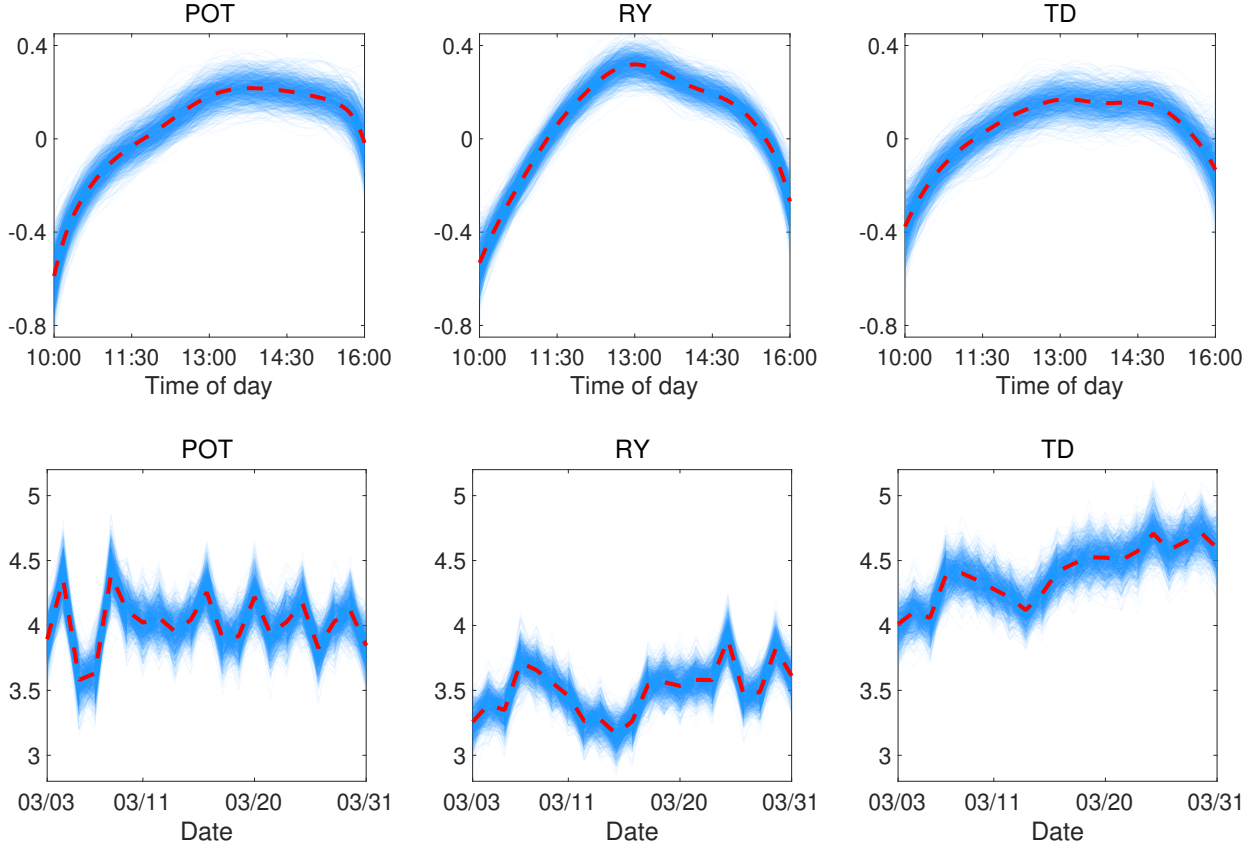 POT RY TD
0.4 0.4 0.4
0 0 0
-0.4 -0.4 -0.4
-0.8 -0.8 -0.8
10:00 11:30 13:00 14:30 16:00 10:00 11:30 13:00 14:30 16:00 10:00 11:30 13:00 14:30 16:00
Time of day Time of day Time of day
POT RY TD
5 5 5
4.5 4.5 4.5
4 4 4
3.5 3.5 3.5
3 3 3
03/03 03/11 03/20 03/31 03/03 03/11 03/20 03/31 03/03 03/11 03/20 03/31
Date Date Date